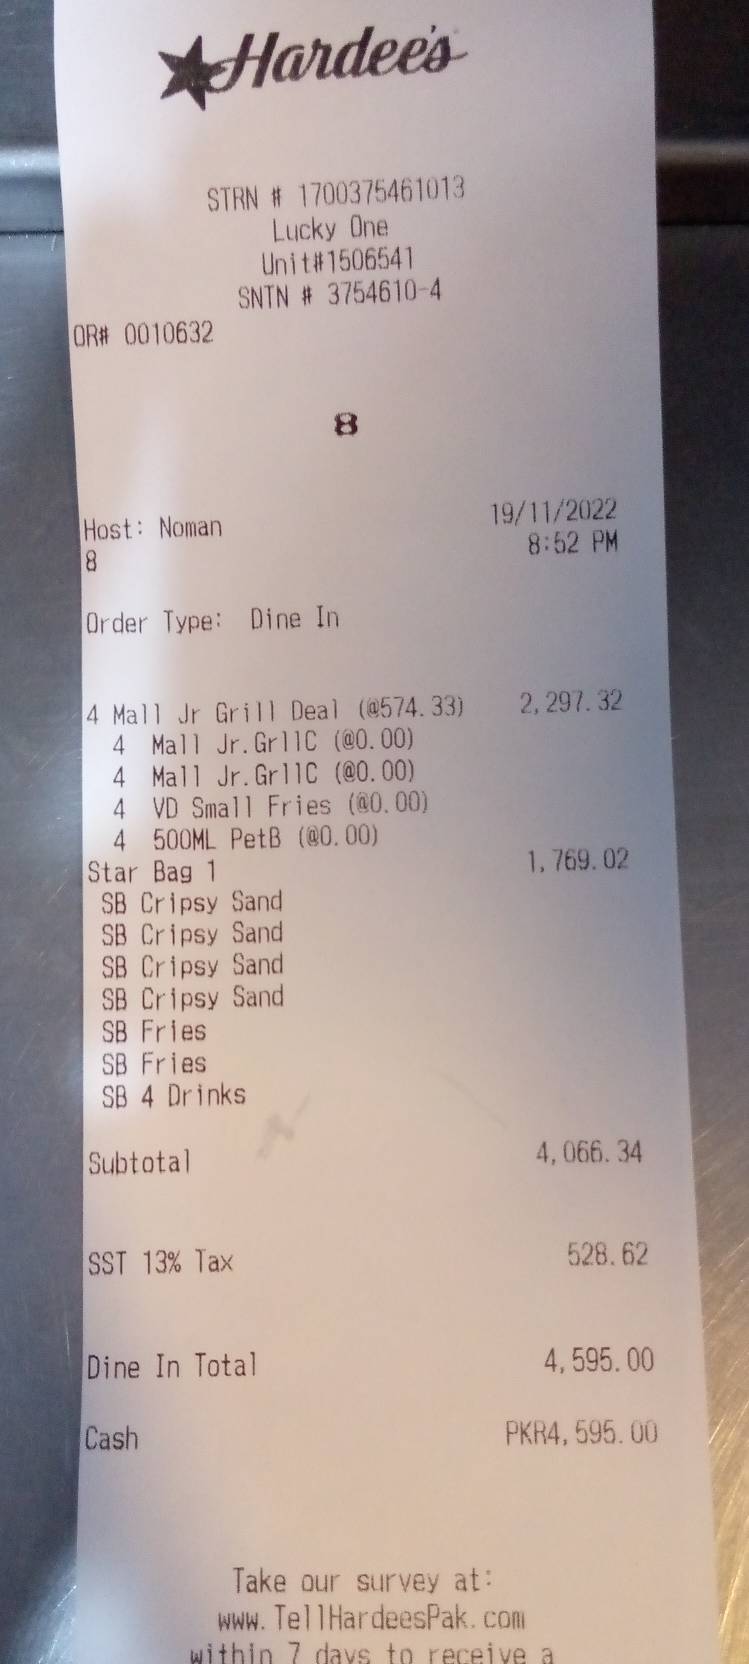 Hardee's
STRN # 1700375461013
Lucky One
Unit#1506541
SNTN # 3754610-4
OR# 0010632
8
Host: Noman 19/11/2022
8 8:52 PM
Order Type: Dine In
4 Mall Jr Grill Deal (@574.33) 2,297.32
4 Mall Jr.GrllC (@0.00)
4 Mall Jr.GrllC (@0.00)
4 VD Small Fries (@0.00)
4 500ML PetB (@0.00)
Star Bag 1 1,769.02
SB Cripsy Sand
SB Cripsy Sand
SB Cripsy Sand
SB Cripsy Sand
SB Fries
SB Fries
SB 4 Drinks
Subtotal 4,066.34
SST 13% Tax 528.62
Dine In Total 4,595.00
Cash PKR4,595.00
Take our survey at:
www.TellHardeesPak.com
within 7 days to receive a